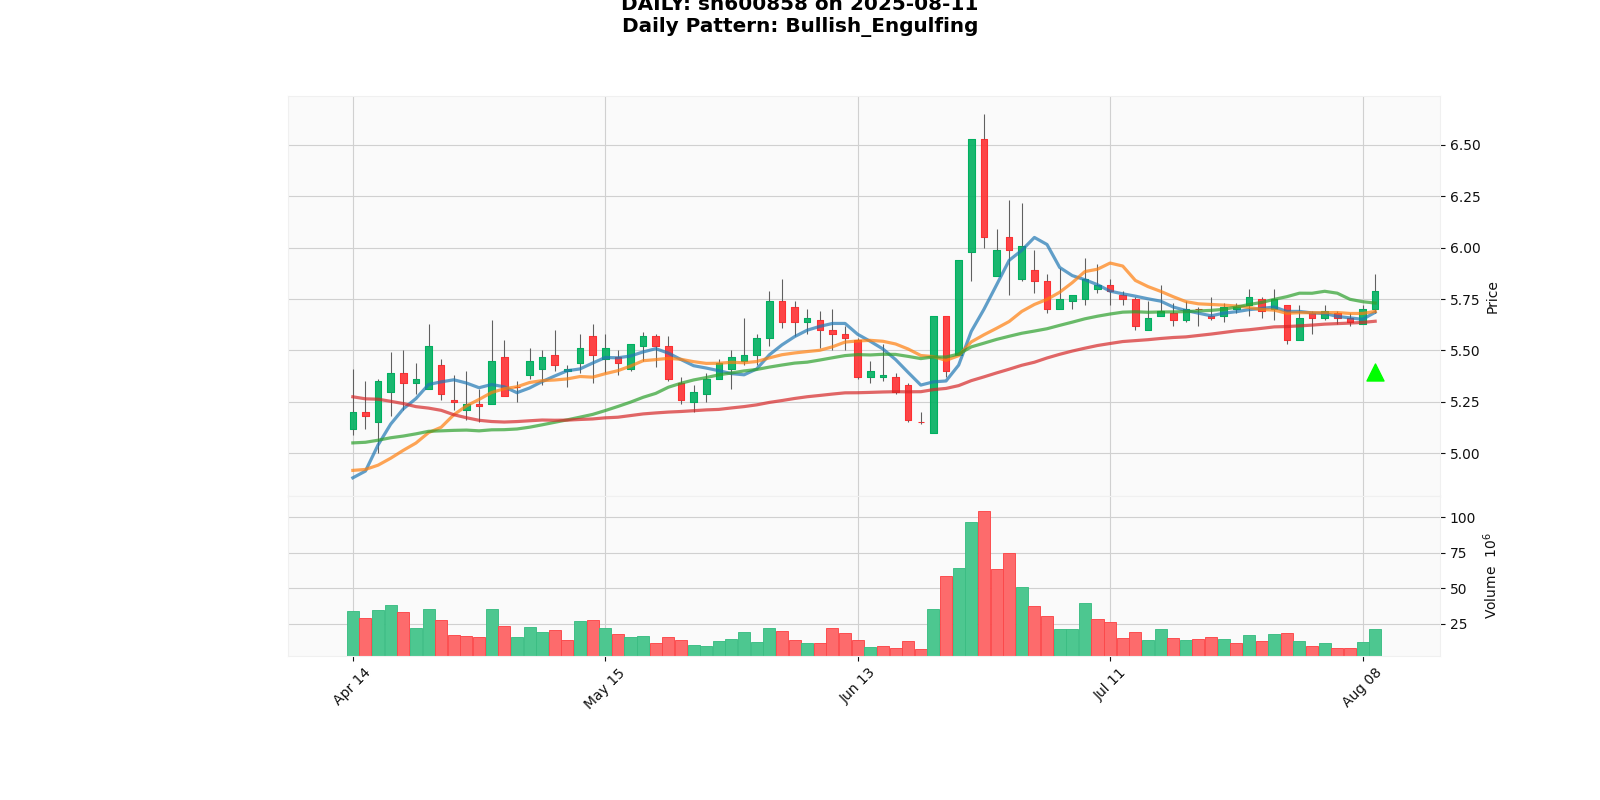 DAILY: sh600858 on 2025-08-11
Daily Pattern: Bullish_Engulfing
6.50
6.25
6.00
5.75
5.50
5.25
5.00
Price
100
75
50
25
Volume 10⁶
Apr 14
May 15
Jun 13
Jul 11
Aug 08